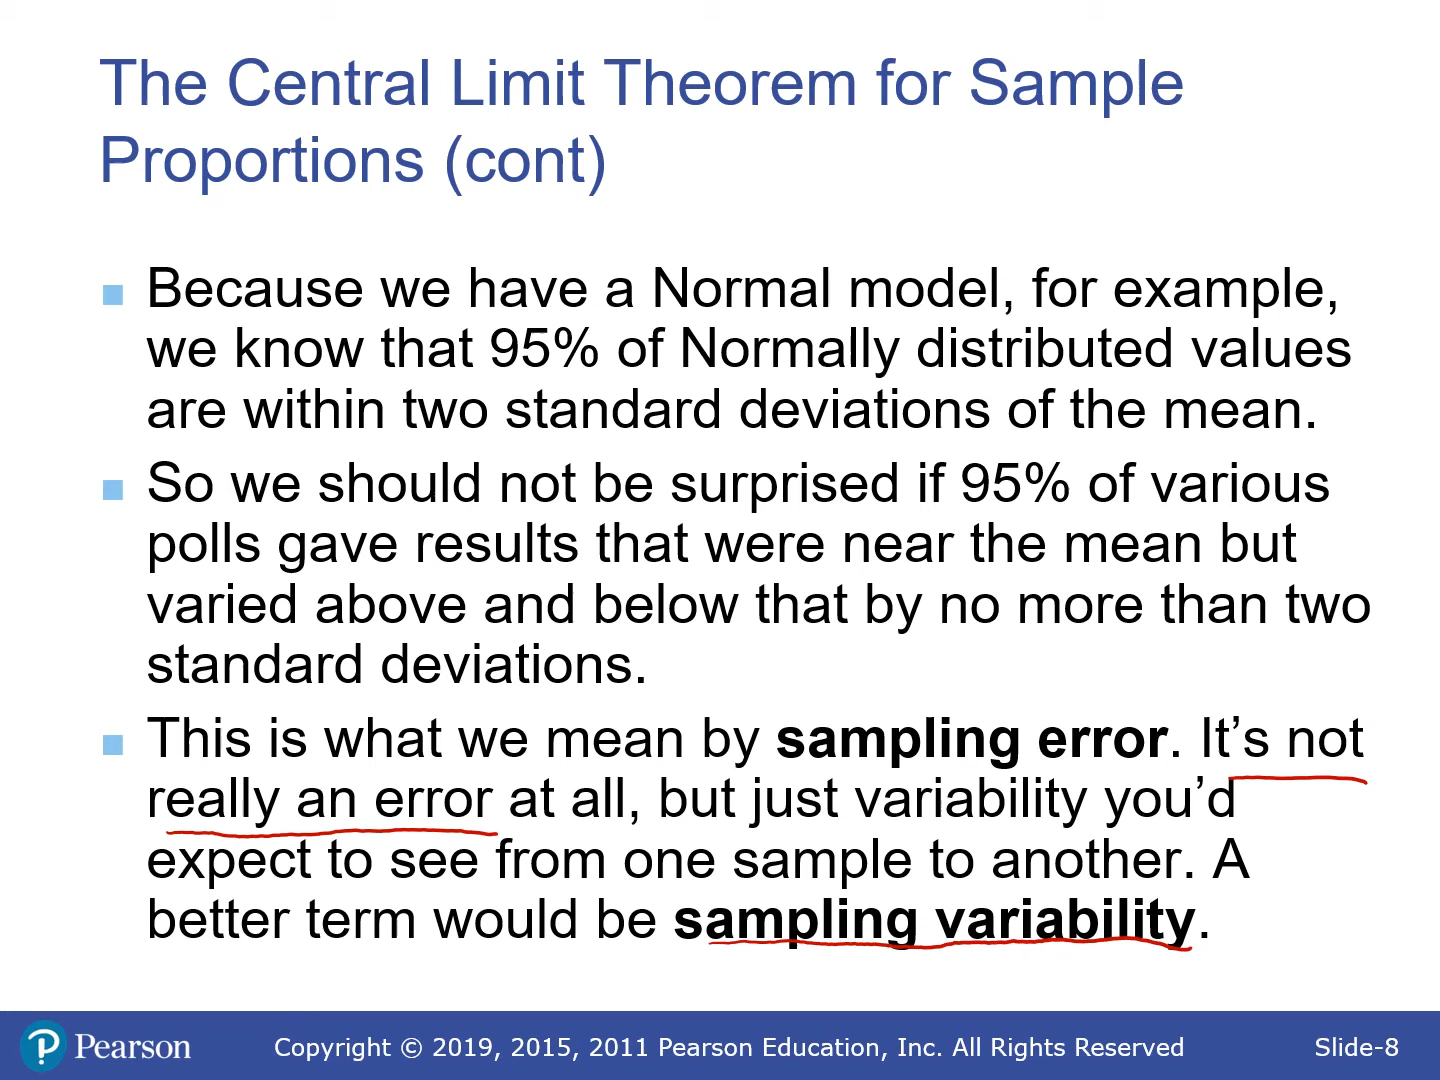 The Central Limit Theorem for Sample
Proportions (cont)
Because we have a Normal model, for example,
we know that 95% of Normally distributed values
are within two standard deviations of the mean.
So we should not be surprised if 95% of various
polls gave results that were near the mean but
varied above and below that by no more than two
standard deviations.
This is what we mean by sampling error. It’s not
really an error at all, but just variability you’d
expect to see from one sample to another. A
better term would be sampling variability.
Pearson
Copyright © 2019, 2015, 2011 Pearson Education, Inc. All Rights Reserved
Slide-8